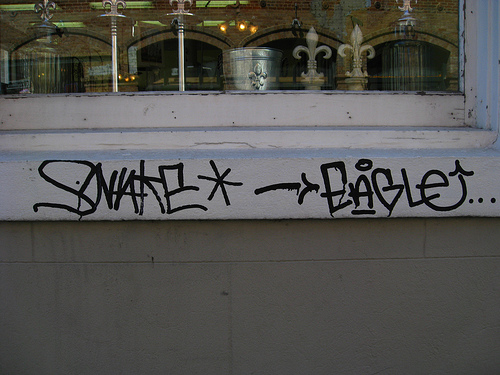 SNAKE * → EAGLE...